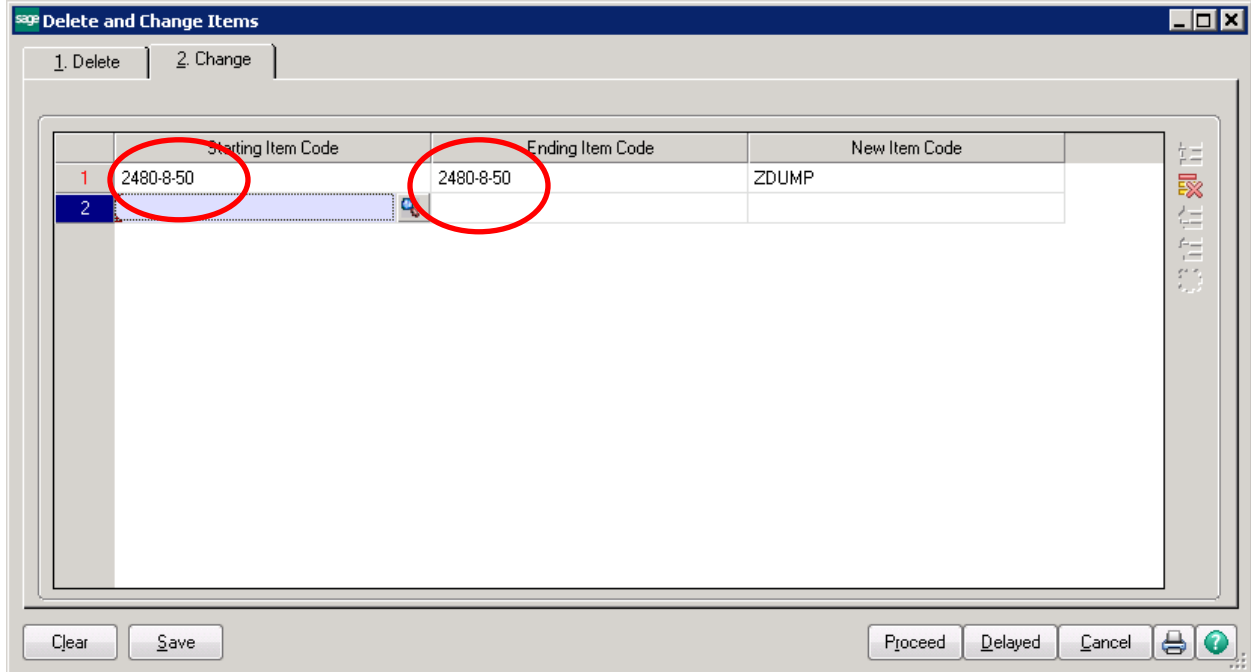 sage Delete and Change Items
1. Delete 2. Change
Starting Item Code Ending Item Code New Item Code
1 2480-8-50 2480-8-50 ZDUMP
2
Clear Save Proceed Delayed Cancel ?